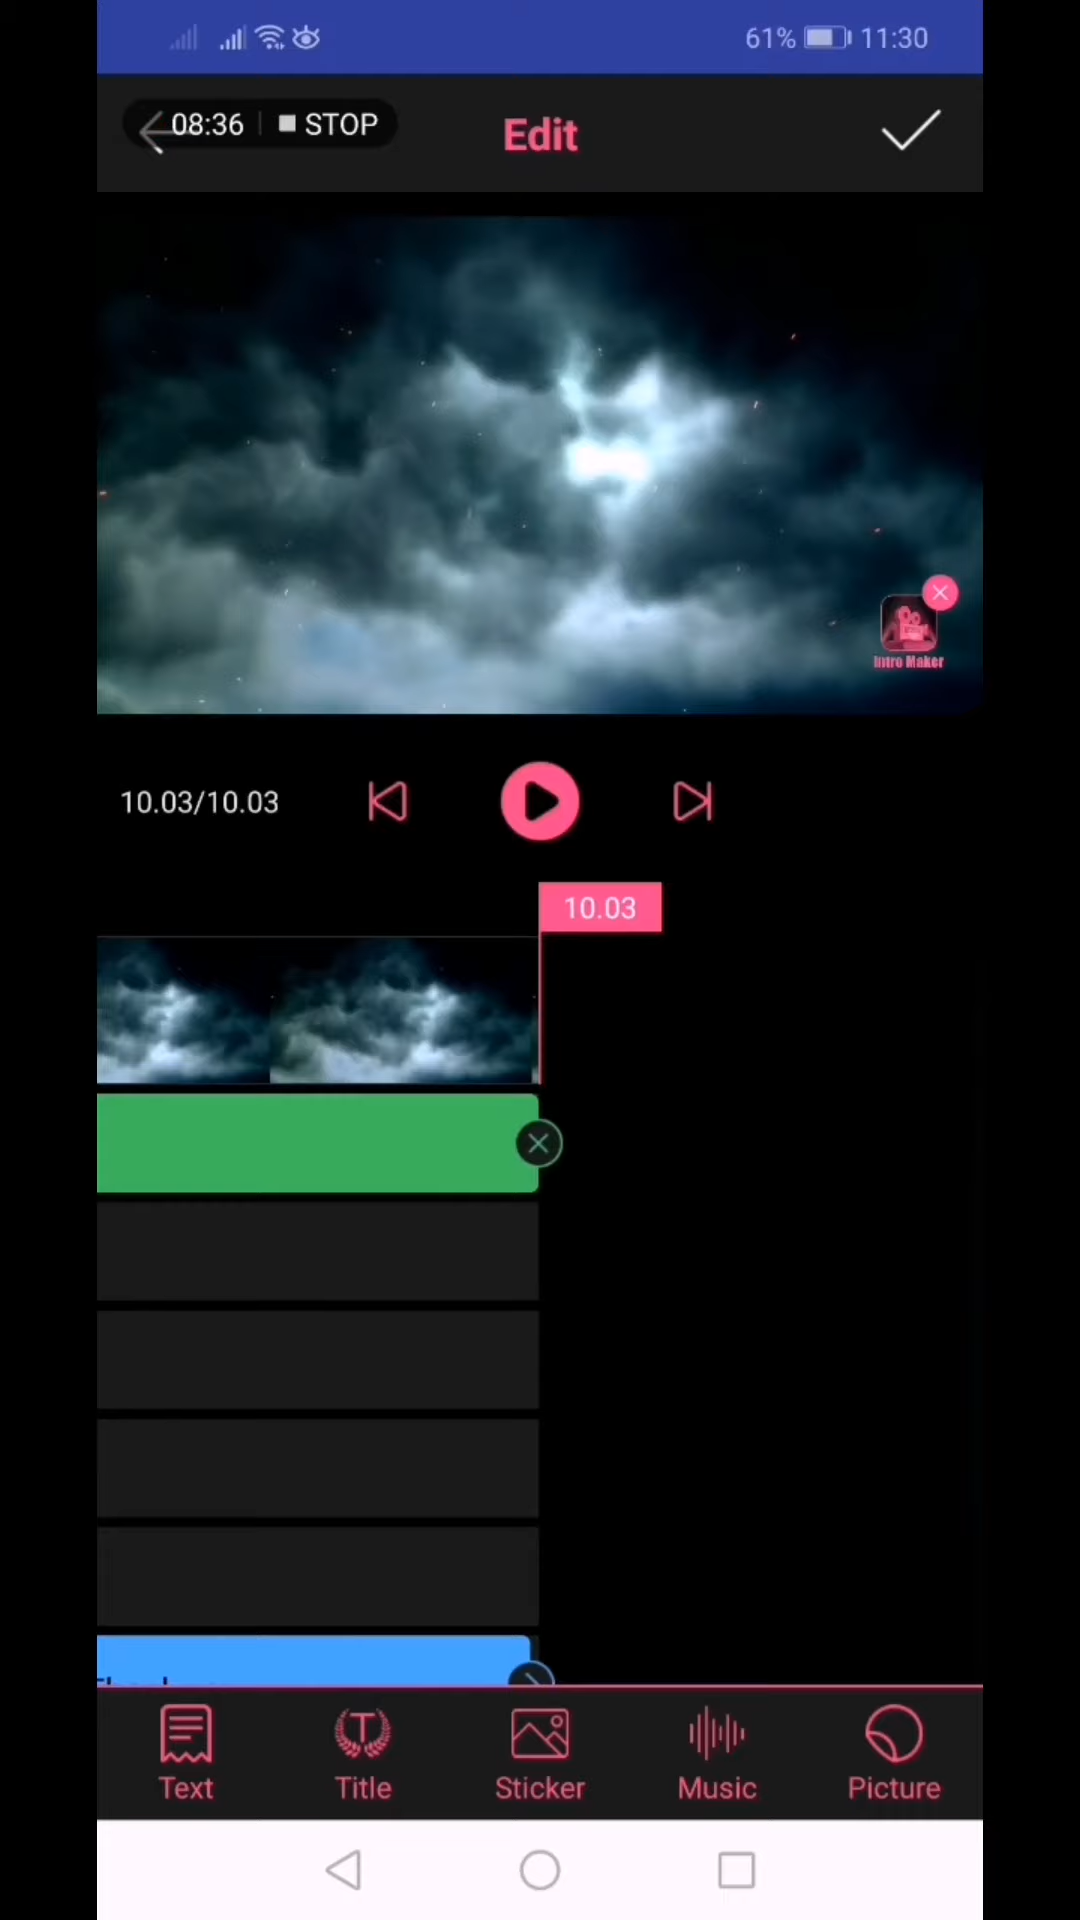 61% 11:30
08:36 STOP
Edit
Intro Maker
10.03/10.03
10.03
Text Title Sticker Music Picture